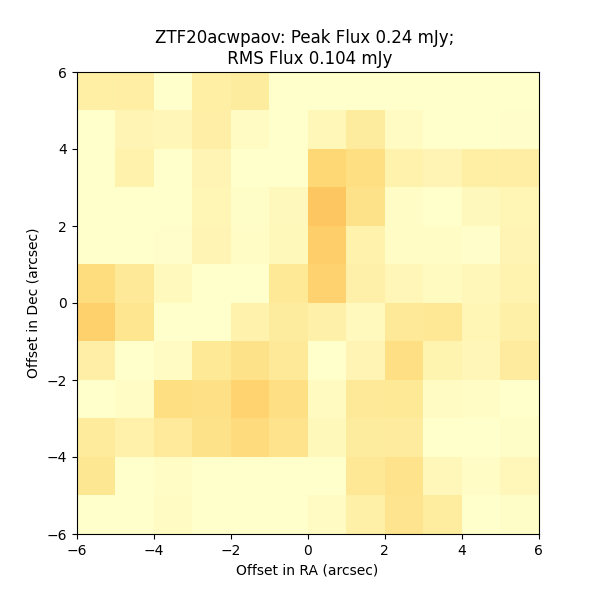 ZTF20acwpaov: Peak Flux 0.24 mJy;
RMS Flux 0.104 mJy
6
4
2
0
−2
−4
−6
Offset in Dec (arcsec)
−6 −4 −2 0 2 4 6
Offset in RA (arcsec)